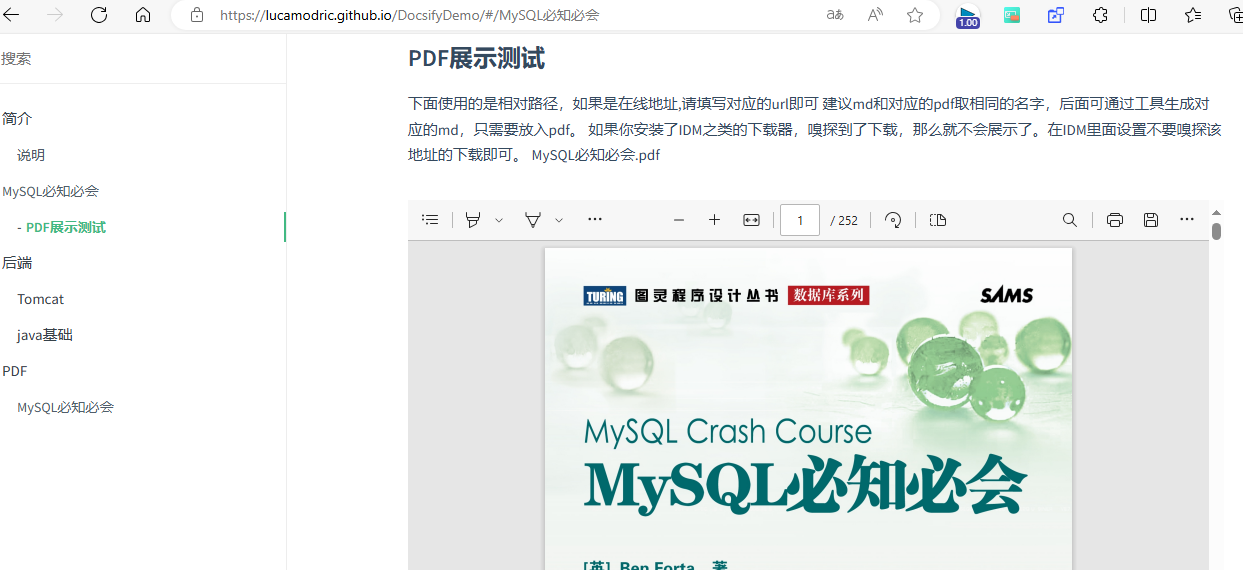 https://lucamodric.github.io/DocsifyDemo/#/MySQL必知必会
1.00
搜索
简介
说明
MySQL必知必会
- PDF展示测试
后端
Tomcat
java基础
PDF
MySQL必知必会
PDF展示测试
下面使用的是相对路径，如果是在线地址,请填写对应的url即可 建议md和对应的pdf取相同的名字，后面可通过工具生成对
应的md，只需要放入pdf。 如果你安装了IDM之类的下载器，嗅探到了下载，那么就不会展示了。在IDM里面设置不要嗅探该
地址的下载即可。 MySQL必知必会.pdf
1 / 252
TURING 图灵程序设计丛书 数据库系列 SAMS
MySQL Crash Course
MySQL必知必会
[英] Ben Forta 著